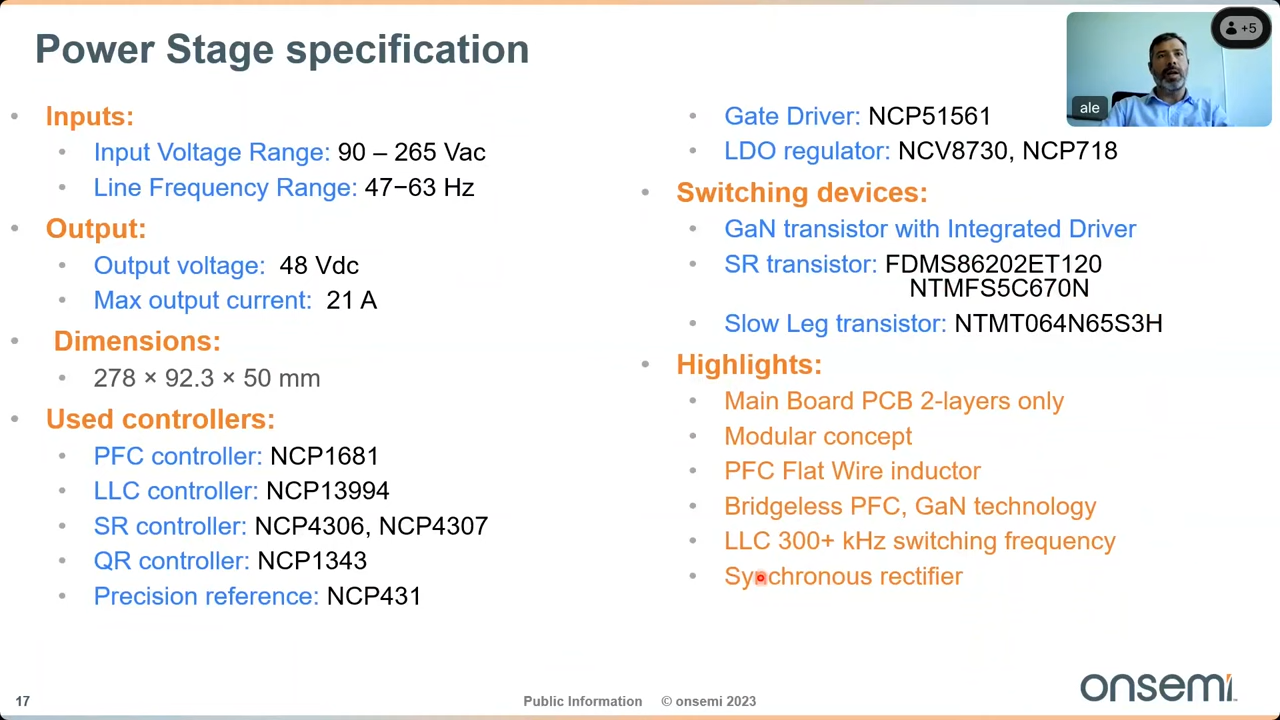 Power Stage specification
Inputs:
Input Voltage Range: 90 – 265 Vac
Line Frequency Range: 47−63 Hz
Output:
Output voltage: 48 Vdc
Max output current: 21 A
Dimensions:
278 × 92.3 × 50 mm
Used controllers:
PFC controller: NCP1681
LLC controller: NCP13994
SR controller: NCP4306, NCP4307
QR controller: NCP1343
Precision reference: NCP431
Gate Driver: NCP51561
LDO regulator: NCV8730, NCP718
Switching devices:
GaN transistor with Integrated Driver
SR transistor: FDMS86202ET120
NTMFS5C670N
Slow Leg transistor: NTMT064N65S3H
Highlights:
Main Board PCB 2-layers only
Modular concept
PFC Flat Wire inductor
Bridgeless PFC, GaN technology
LLC 300+ kHz switching frequency
Synchronous rectifier
ale
+5
17
Public Information © onsemi 2023
onsemi